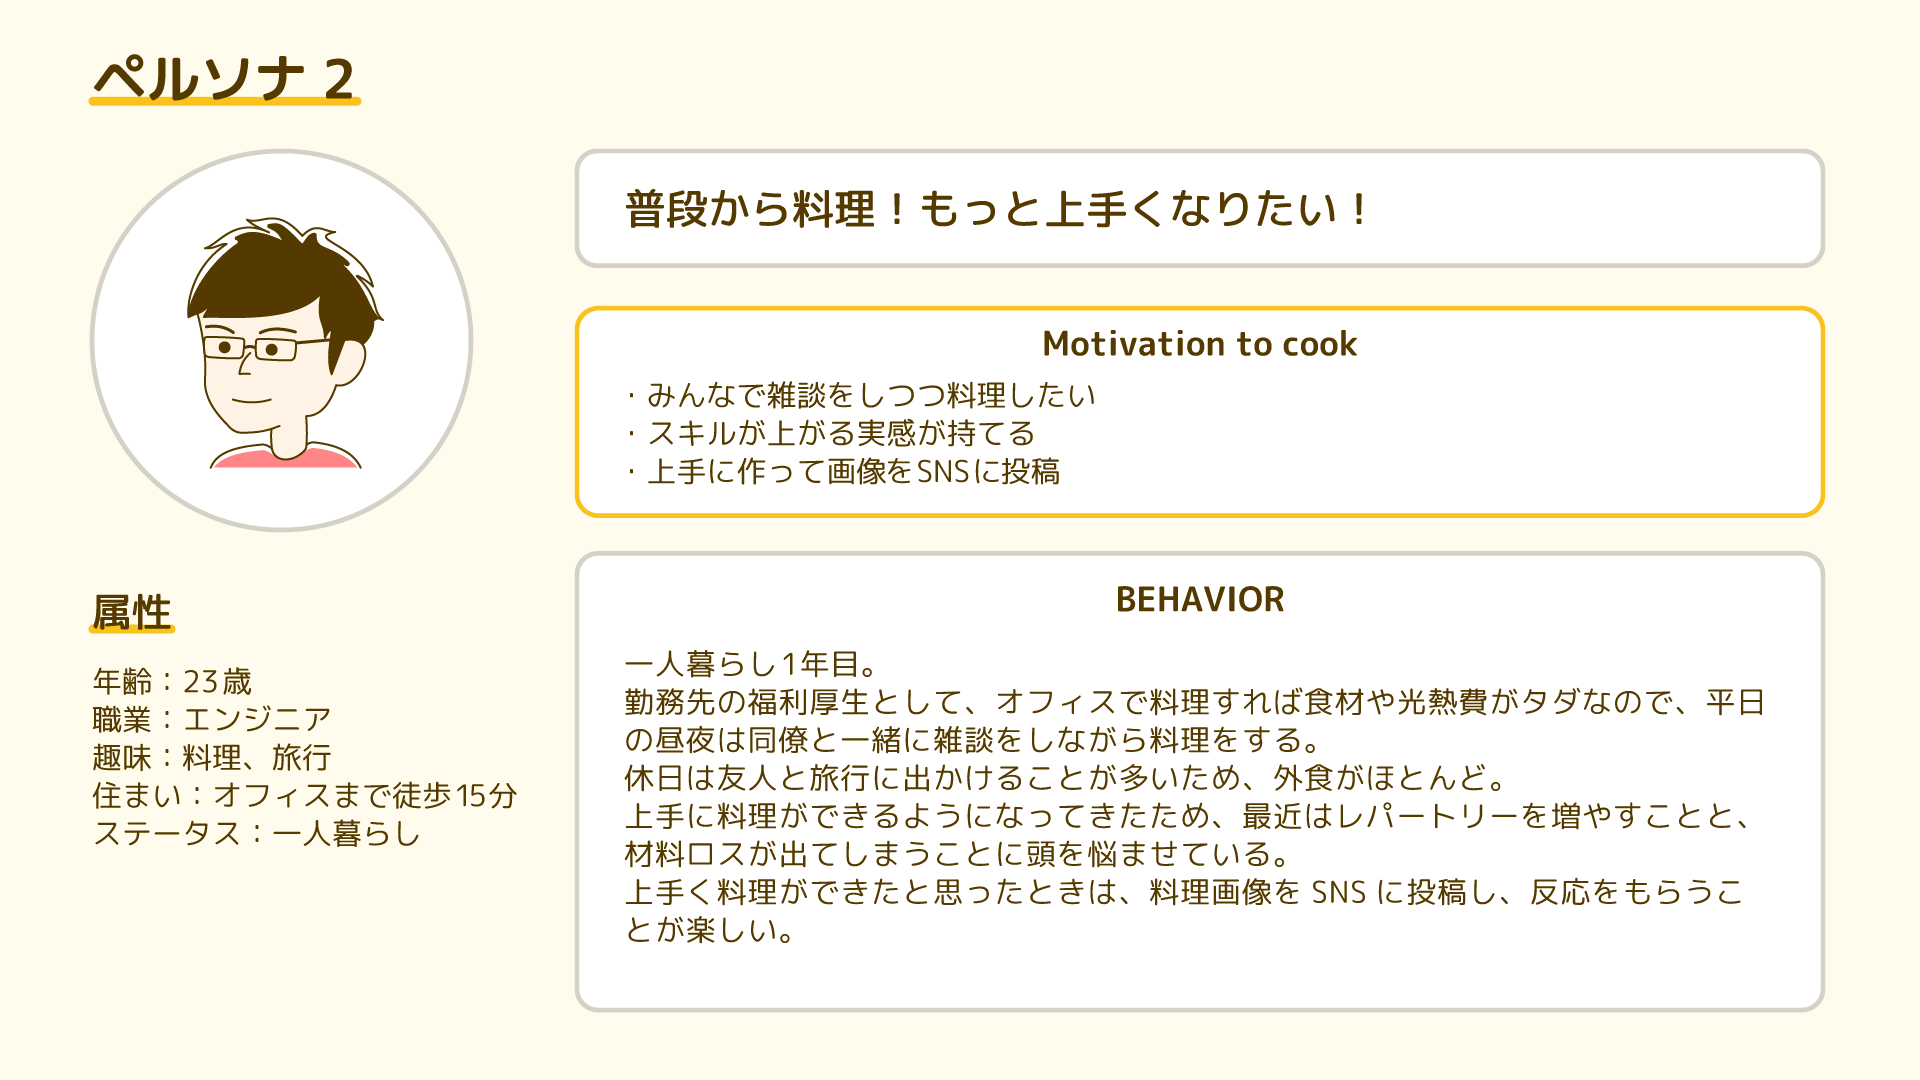 ペルソナ 2
普段から料理！もっと上手くなりたい！
Motivation to cook
・みんなで雑談をしつつ料理したい
・スキルが上がる実感が持てる
・上手に作って画像をSNSに投稿
属性
年齢：23歳
職業：エンジニア
趣味：料理、旅行
住まい：オフィスまで徒歩15分
ステータス：一人暮らし
BEHAVIOR
一人暮らし1年目。
勤務先の福利厚生として、オフィスで料理すれば食材や光熱費がタダなので、平日
の昼夜は同僚と一緒に雑談をしながら料理をする。
休日は友人と旅行に出かけることが多いため、外食がほとんど。
上手に料理ができるようになってきたため、最近はレパートリーを増やすことと、
材料ロスが出てしまうことに頭を悩ませている。
上手く料理ができたと思ったときは、料理画像を SNS に投稿し、反応をもらうこ
とが楽しい。